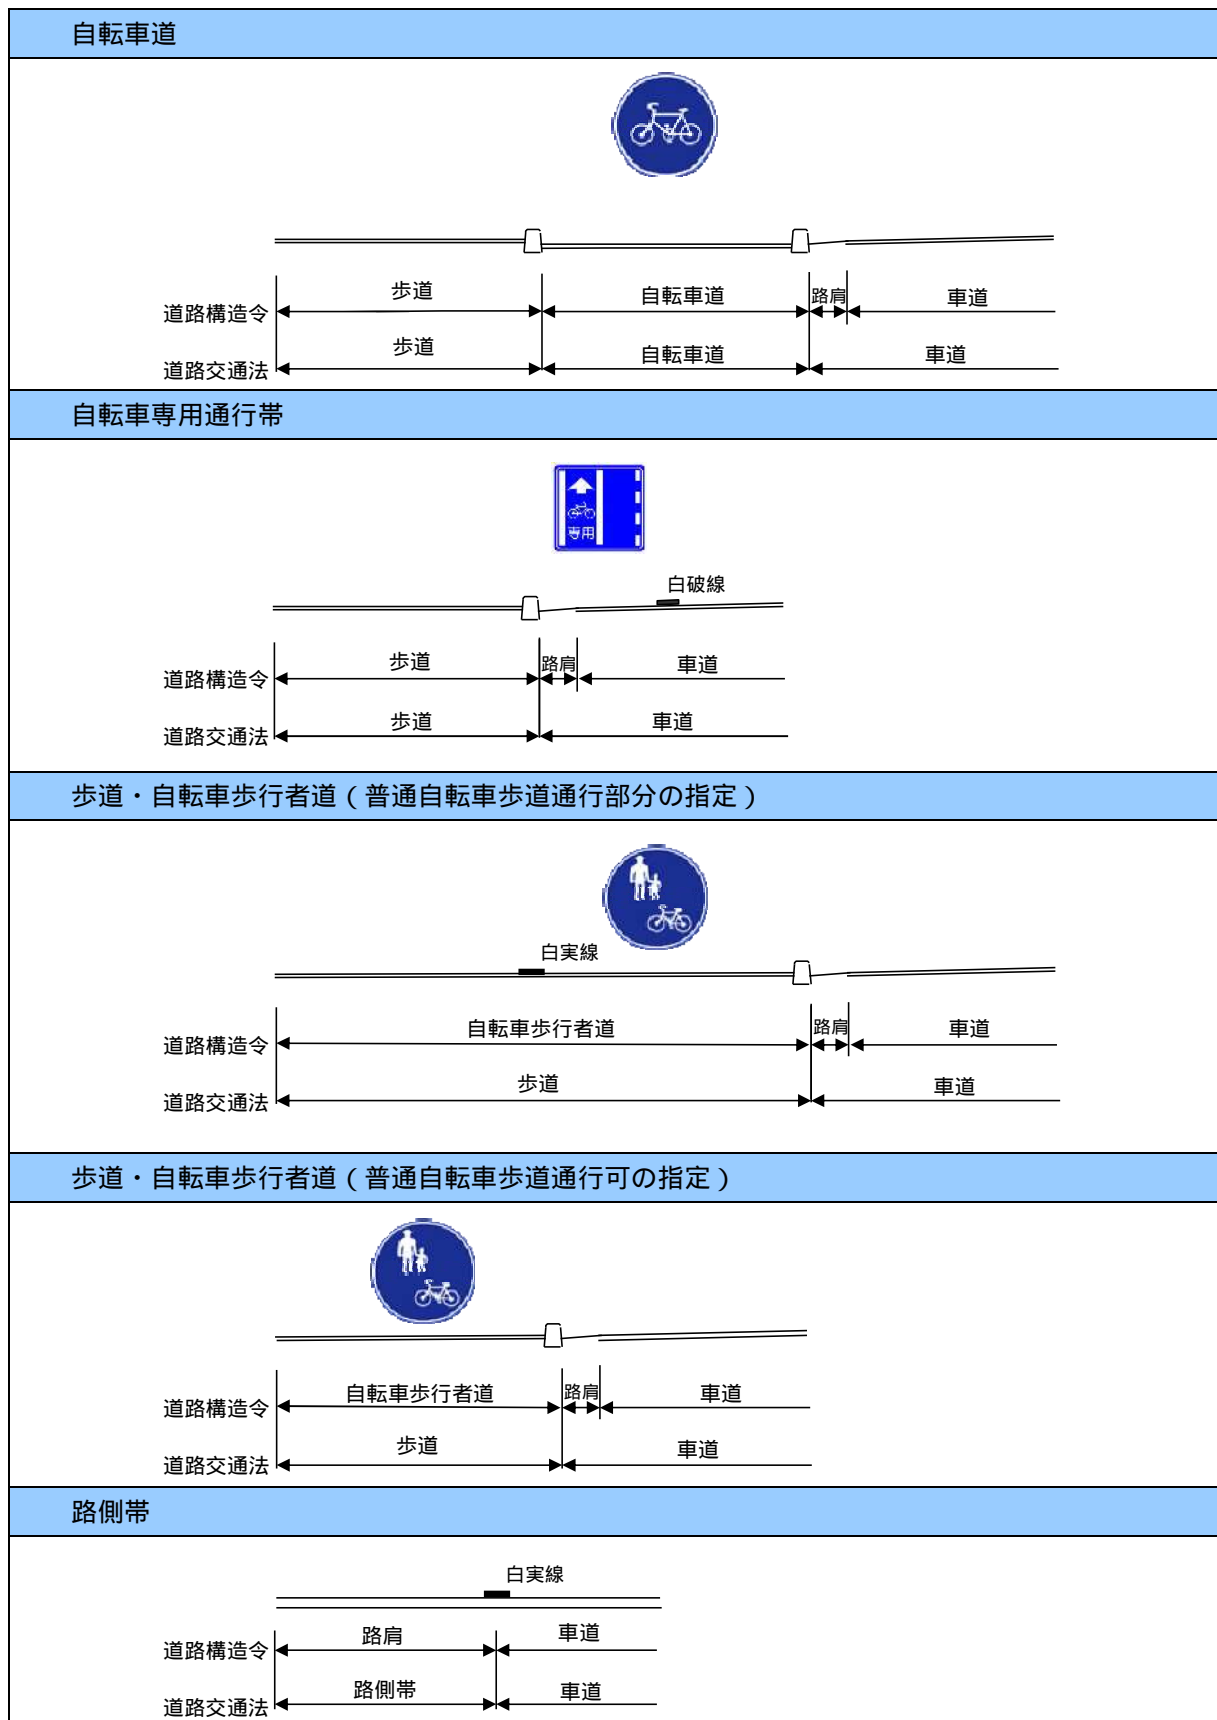 自転車道
歩道 自転車道 路肩 車道
道路構造令
歩道 自転車道 車道
道路交通法
自転車専用通行帯
専用
白破線
歩道 路肩 車道
道路構造令
歩道 車道
道路交通法
歩道・自転車歩行者道(普通自転車歩道通行部分の指定)
白実線
自転車歩行者道 路肩 車道
道路構造令
歩道 車道
道路交通法
歩道・自転車歩行者道(普通自転車歩道通行可の指定)
自転車歩行者道 路肩 車道
道路構造令
歩道 車道
道路交通法
路側帯
白実線
路肩 車道
道路構造令
路側帯 車道
道路交通法